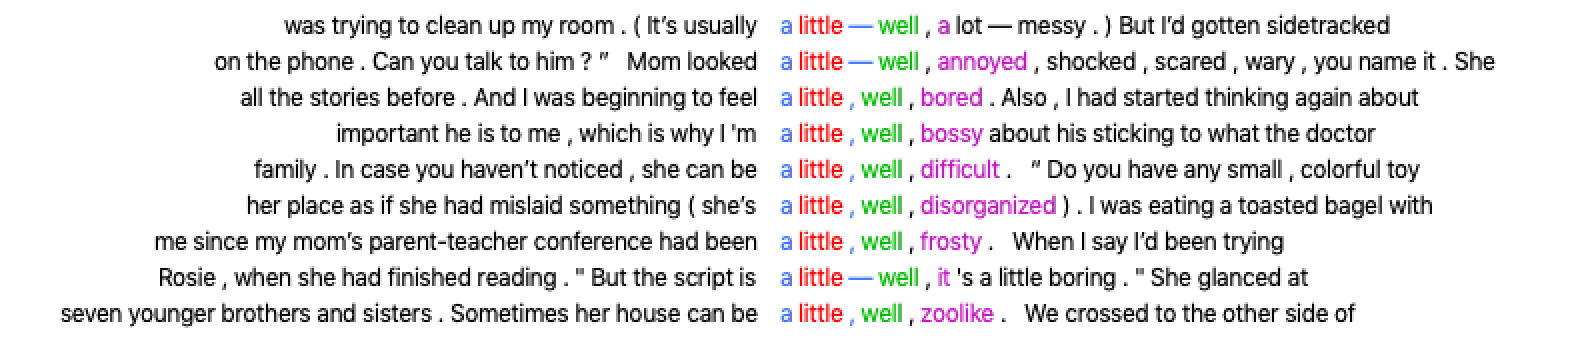 was trying to clean up my room . ( It’s usually a little — well , a lot — messy . ) But I’d gotten sidetracked
on the phone . Can you talk to him ? ” Mom looked a little — well , annoyed , shocked , scared , wary , you name it . She
all the stories before . And I was beginning to feel a little , well , bored . Also , I had started thinking again about
important he is to me , which is why I 'm a little , well , bossy about his sticking to what the doctor
family . In case you haven’t noticed , she can be a little , well , difficult . “ Do you have any small , colorful toy
her place as if she had mislaid something ( she’s a little , well , disorganized ) . I was eating a toasted bagel with
me since my mom’s parent-teacher conference had been a little , well , frosty . When I say I’d been trying
Rosie , when she had finished reading . " But the script is a little — well , it 's a little boring . " She glanced at
seven younger brothers and sisters . Sometimes her house can be a little , well , zoolike . We crossed to the other side of